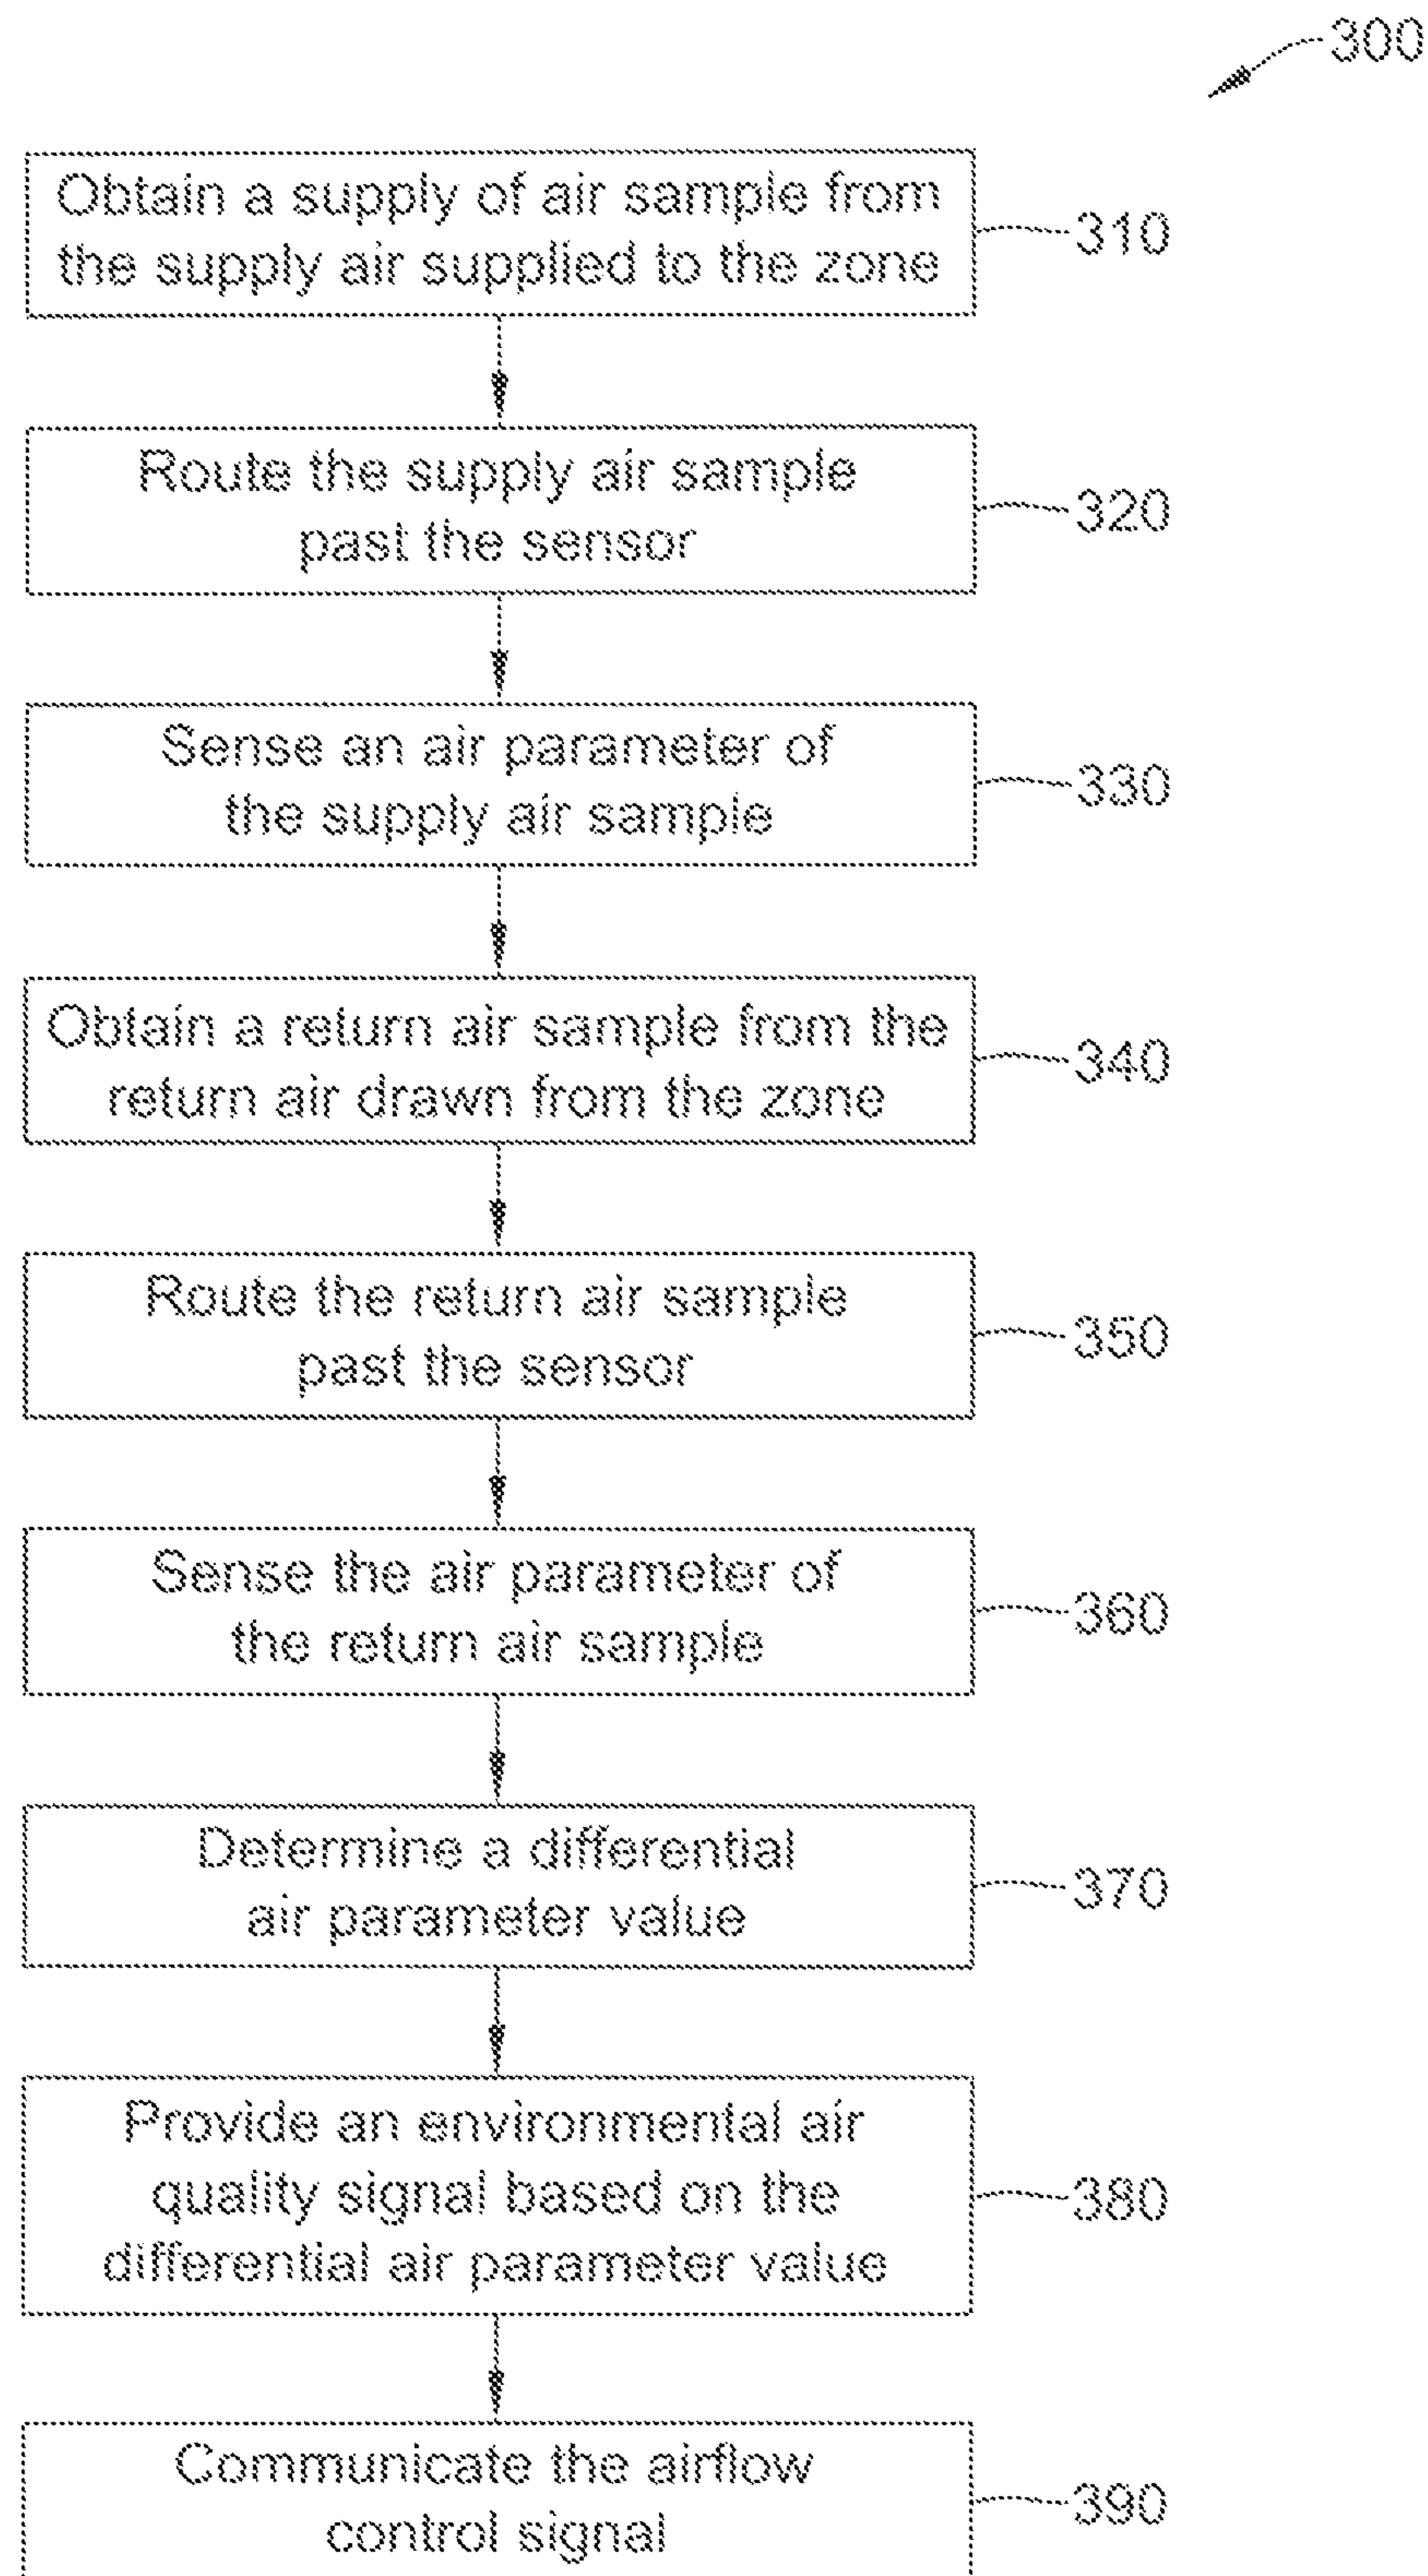 300
Obtain a supply of air sample from
the supply air supplied to the zone
310
Route the supply air sample
past the sensor
320
Sense an air parameter of
the supply air sample
330
Obtain a return air sample from the
return air drawn from the zone
340
Route the return air sample
past the sensor
350
Sense the air parameter of
the return air sample
360
Determine a differential
air parameter value
370
Provide an environmental air
quality signal based on the
differential air parameter value
380
Communicate the airflow
control signal
390